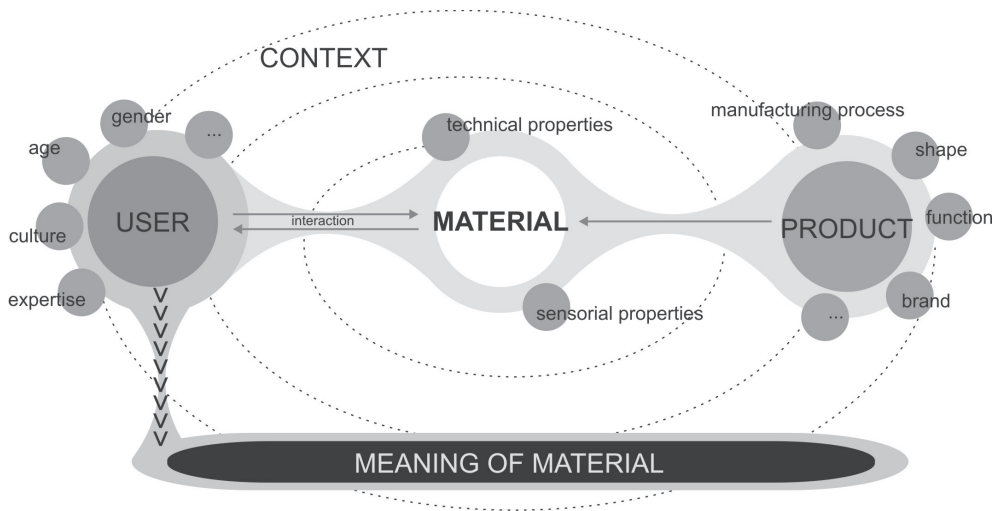 CONTEXT
gender
...
age
culture
expertise
USER
interaction
technical properties
MATERIAL
sensorial properties
manufacturing process
shape
function
brand
...
PRODUCT
MEANING OF MATERIAL